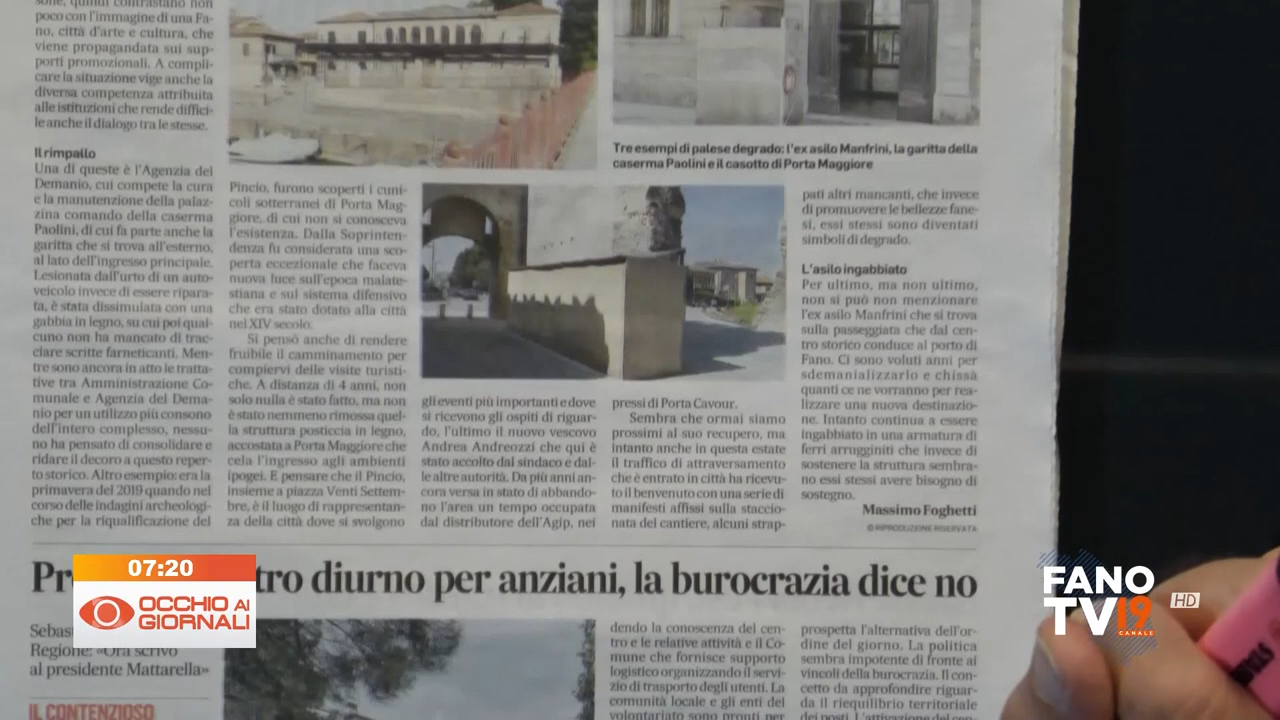 sone, quindi contrastano non
poco con l'immagine di una Fa-
no, città d'arte e cultura, che
viene propagandata sui sup-
porti promozionali. A compli-
care la situazione vige anche la
diversa competenza attribuita
alle istituzioni che rende diffici-
le anche il dialogo tra le stesse.
Il rimpallo
Una di queste è l'Agenzia del
Demanio, cui compete la cura
e la manutenzione della palaz-
zina comando della caserma
Paolini, di cui fa parte anche la
garitta che si trova all'esterno,
al lato dell'ingresso principale.
Lesionata dall'urto di un auto-
veicolo invece di essere ripara-
ta, è stata dissimulata con una
gabbia in legno, su cui poi qual-
cuno non ha mancato di trac-
ciare scritte farneticanti. Men-
tre sono ancora in atto le tratta-
tive tra Amministrazione Co-
munale e Agenzia del Dema-
nio per un utilizzo più consono
dell'intero complesso, nessu-
no ha pensato di consolidare e
ridare il decoro a questo reper-
to storico. Altro esempio: era la
primavera del 2019 quando nel
corso delle indagini archeologi-
che per la riqualificazione del
Pincio, furono scoperti i cuni-
coli sotterranei di Porta Mag-
giore, di cui non si conosceva
l'esistenza. Dalla Soprinten-
denza fu considerata una sco-
perta eccezionale che faceva
nuova luce sull'epoca malate-
stiana e sul sistema difensivo
che era stato dotato alla città
nel XIV secolo.
Si pensò anche di rendere
fruibile il camminamento per
compiervi delle visite turisti-
che. A distanza di 4 anni, non
solo nulla è stato fatto, ma non
è stato nemmeno rimossa quel-
la struttura posticcia in legno,
accostata a Porta Maggiore che
cela l'ingresso agli ambienti
ipogei. E pensare che il Pincio,
insieme a piazza Venti Settem-
bre, è il luogo di rappresentan-
za della città dove si svolgono
Tre esempi di palese degrado: l'ex asilo Manfrini, la garitta della
caserma Paolini e il casotto di Porta Maggiore
gli eventi più importanti e dove
si ricevono gli ospiti di riguar-
do, l'ultimo il nuovo vescovo
Andrea Andreozzi che qui è
stato accolto dal sindaco e dal-
le altre autorità. Da più anni an-
cora versa in stato di abbando-
no l'area un tempo occupata
dal distributore dell'Agip, nei
pressi di Porta Cavour.
Sembra che ormai siamo
prossimi al suo recupero, ma
intanto anche in questa estate
il traffico di attraversamento
che è entrato in città ha ricevu-
to il benvenuto con una serie di
manifesti affissi sulla staccio-
nata del cantiere, alcuni strap-
pati altri mancanti, che invece
di promuovere le bellezze fane-
si, essi stessi sono diventati
simboli di degrado.
L'asilo ingabbiato
Per ultimo, ma non ultimo,
non si può non menzionare
l'ex asilo Manfrini che si trova
sulla passeggiata che dal cen-
tro storico conduce al porto di
Fano. Ci sono voluti anni per
sdemanializzarlo e chissà
quanti ce ne vorranno per rea-
lizzare una nuova destinazio-
ne. Intanto continua a essere
ingabbiato in una armatura di
ferri arrugginiti che invece di
sostenere la struttura sembra-
no essi stessi avere bisogno di
sostegno.
Massimo Foghetti
© RIPRODUZIONE RISERVATA
Pr tro diurno per anziani, la burocrazia dice no
Sebas
Regione: «Ora scrivo
al presidente Mattarella»
IL CONTENZIOSO
dendo la conoscenza del cen-
tro e le relative attività e il Co-
mune che fornisce supporto
logistico organizzando il servi-
zio di trasporto degli utenti. La
comunità locale e gli enti del
volontariato sono pronti per
prospetta l'alternativa dell'or-
dine del giorno. La politica
sembra impotente di fronte ai
vincoli della burocrazia. Il con-
cetto da approfondire riguar-
da il riequilibrio territoriale
dei posti. L'attivazione del cen-
07:20
OCCHIO AI
GIORNALI
FANO
TV19
CANALE
HD